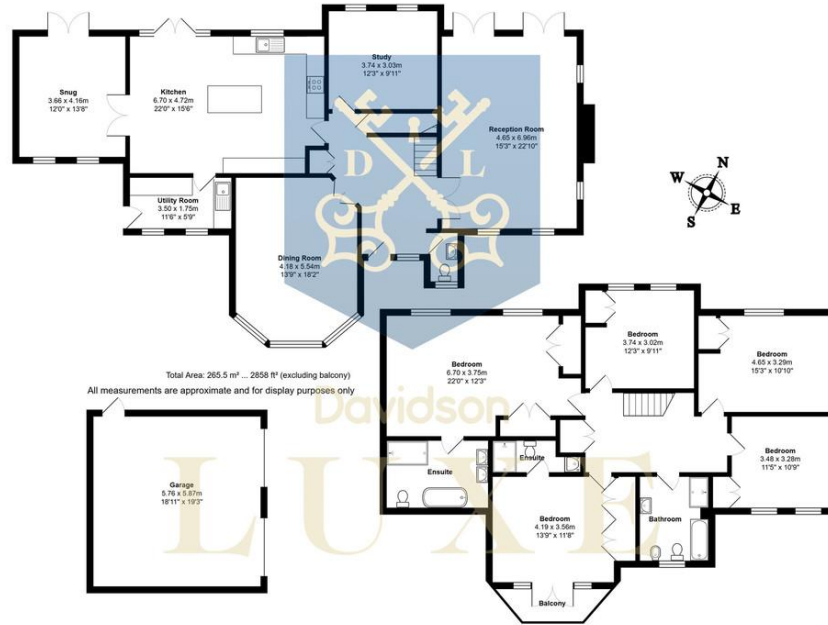 Snug
3.66 x 4.16m
12'0" x 13'8"
Kitchen
6.70 x 4.72m
22'0" x 15'6"
Study
3.74 x 3.03m
12'3" x 9'11"
Reception Room
4.65 x 6.96m
15'3" x 22'10"
D L
Utility Room
3.50 x 1.75m
11'6" x 5'9"
Dining Room
4.18 x 5.54m
13'9" x 18'2"
N
W
E
S
Total Area: 265.5 m² ... 2858 ft² (excluding balcony)
All measurements are approximate and for display purposes only
Davidson
LUXE
Bedroom
6.70 x 3.75m
22'0" x 12'3"
Bedroom
3.74 x 3.02m
12'3" x 9'11"
Bedroom
4.65 x 3.29m
15'3" x 10'10"
Bedroom
3.48 x 3.28m
11'5" x 10'9"
Ensuite
Ensuite
Garage
5.76 x 5.87m
18'11" x 19'3"
Bedroom
4.19 x 3.56m
13'9" x 11'8"
Bathroom
Balcony